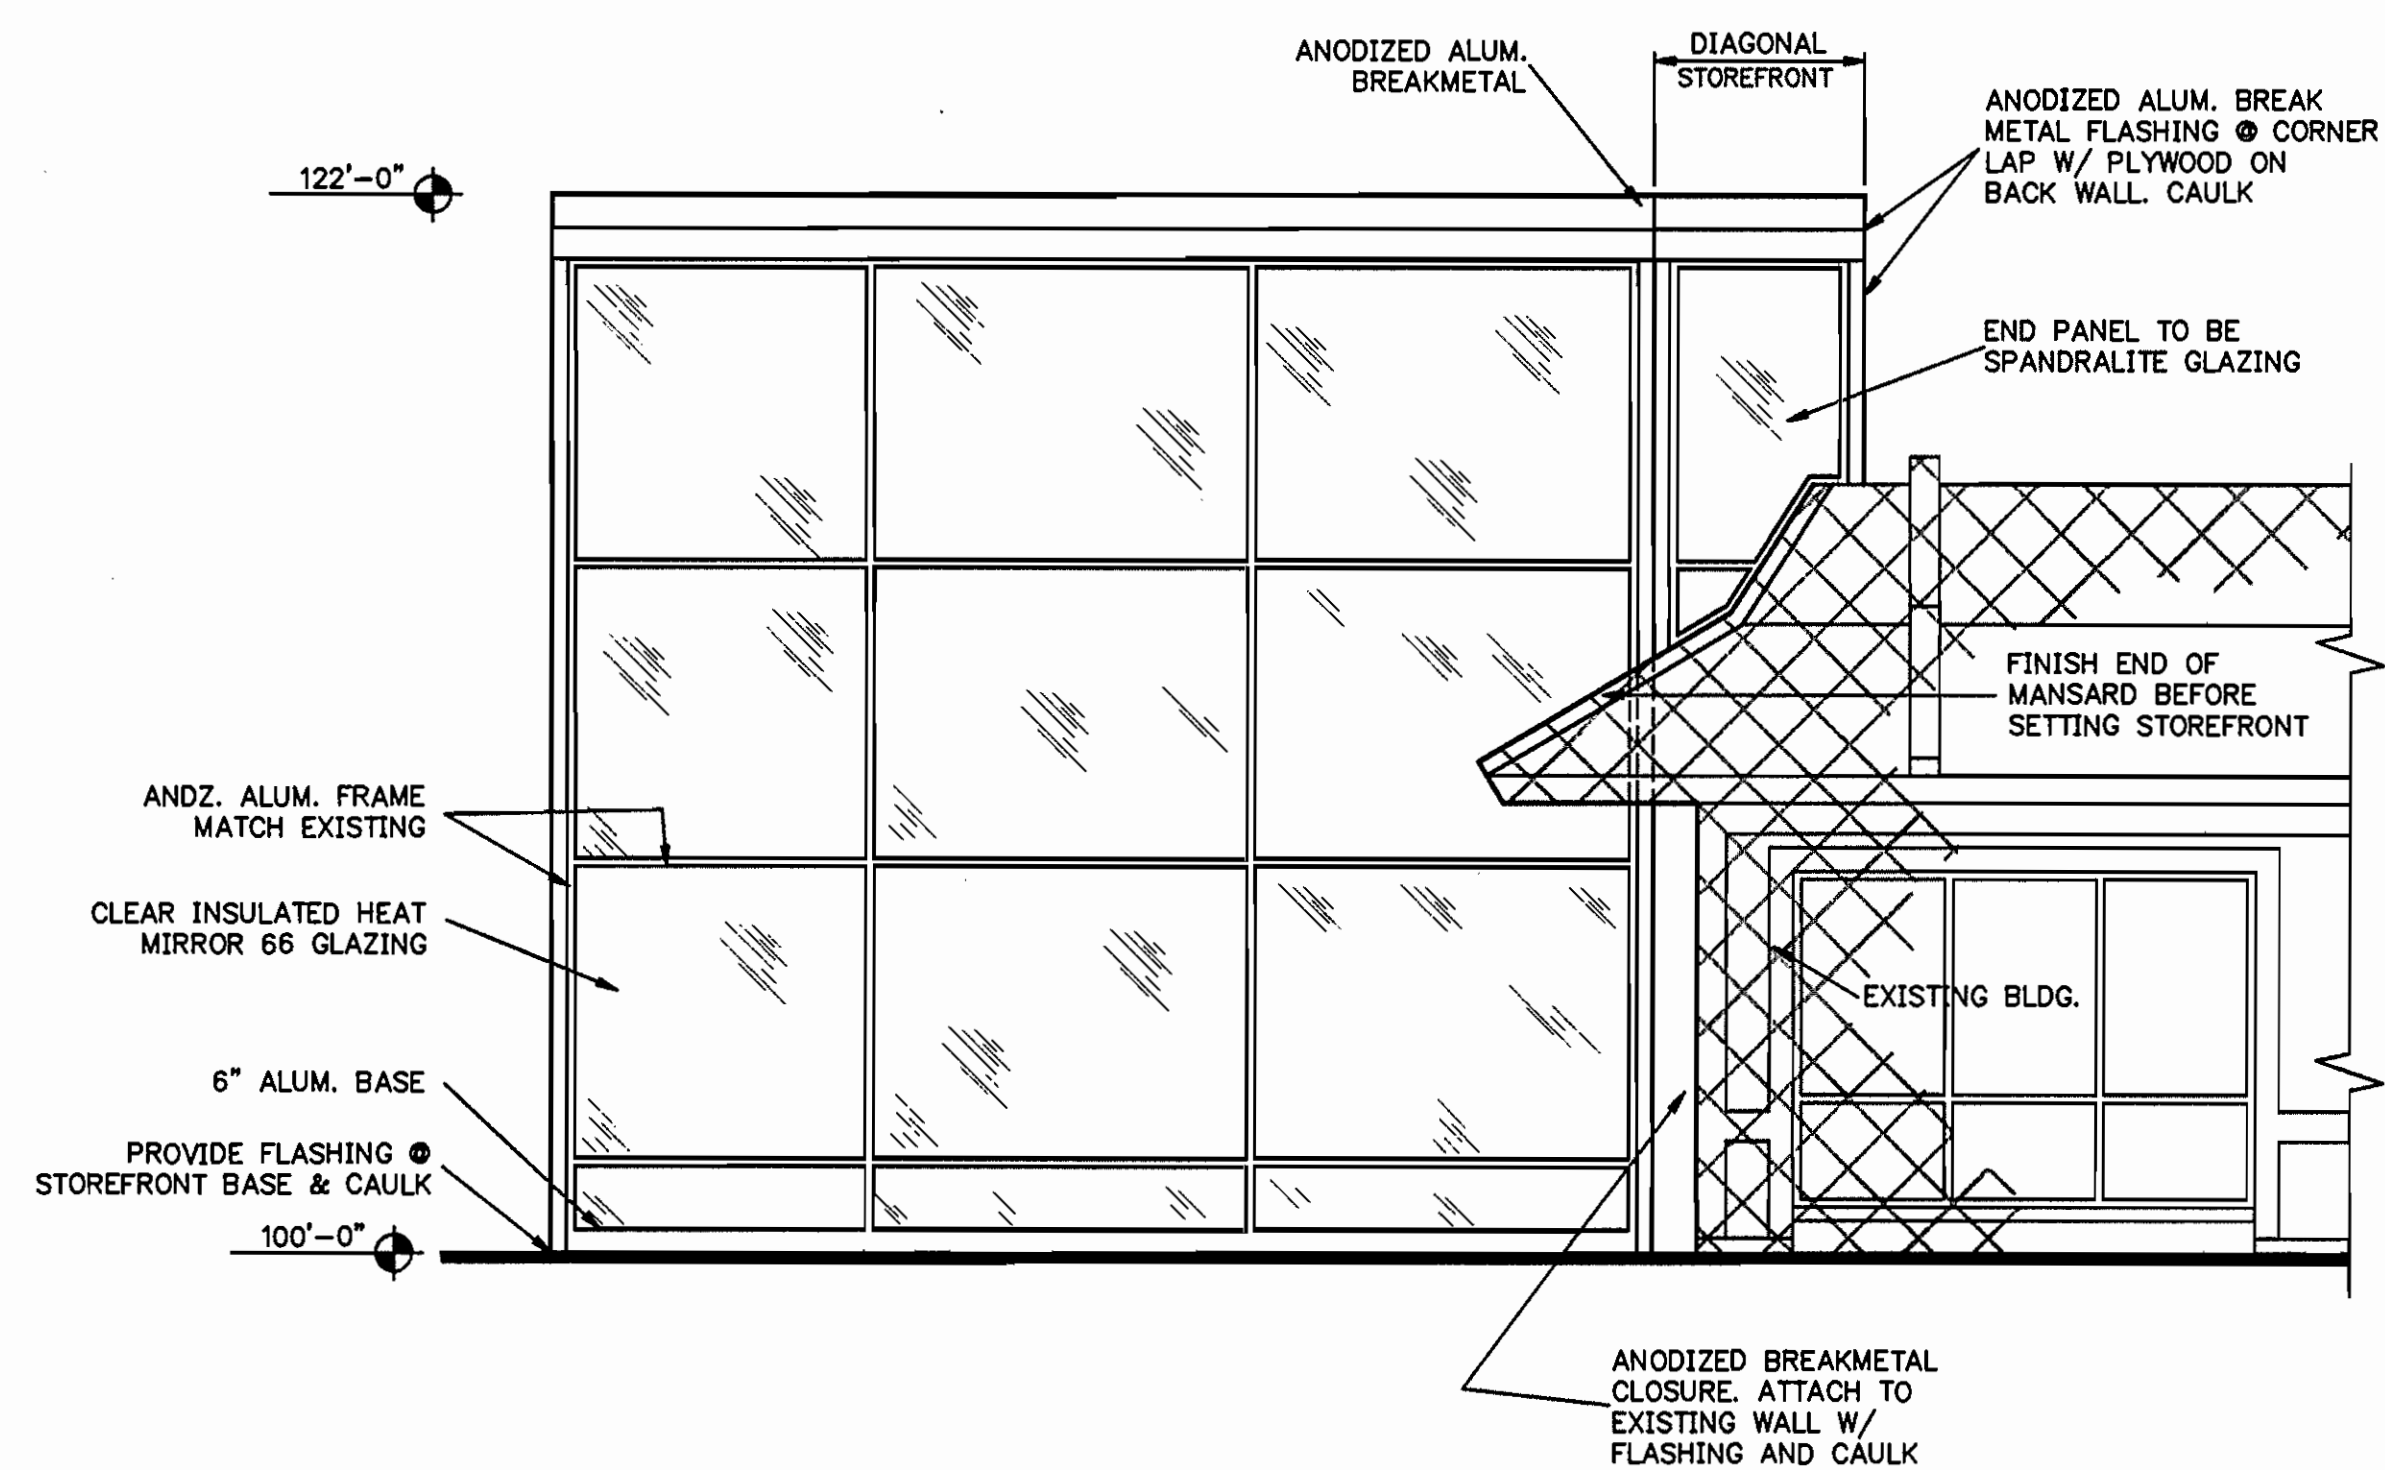 ANODIZED ALUM.
BREAKMETAL
DIAGONAL
STOREFRONT
ANODIZED ALUM. BREAK
METAL FLASHING @ CORNER
LAP W/ PLYWOOD ON
BACK WALL. CAULK
122'-0"
END PANEL TO BE
SPANDRALITE GLAZING
FINISH END OF
MANSARD BEFORE
SETTING STOREFRONT
ANDZ. ALUM. FRAME
MATCH EXISTING
CLEAR INSULATED HEAT
MIRROR 66 GLAZING
EXISTING BLDG.
6" ALUM. BASE
PROVIDE FLASHING @
STOREFRONT BASE & CAULK
100'-0"
ANODIZED BREAKMETAL
CLOSURE. ATTACH TO
EXISTING WALL W/
FLASHING AND CAULK